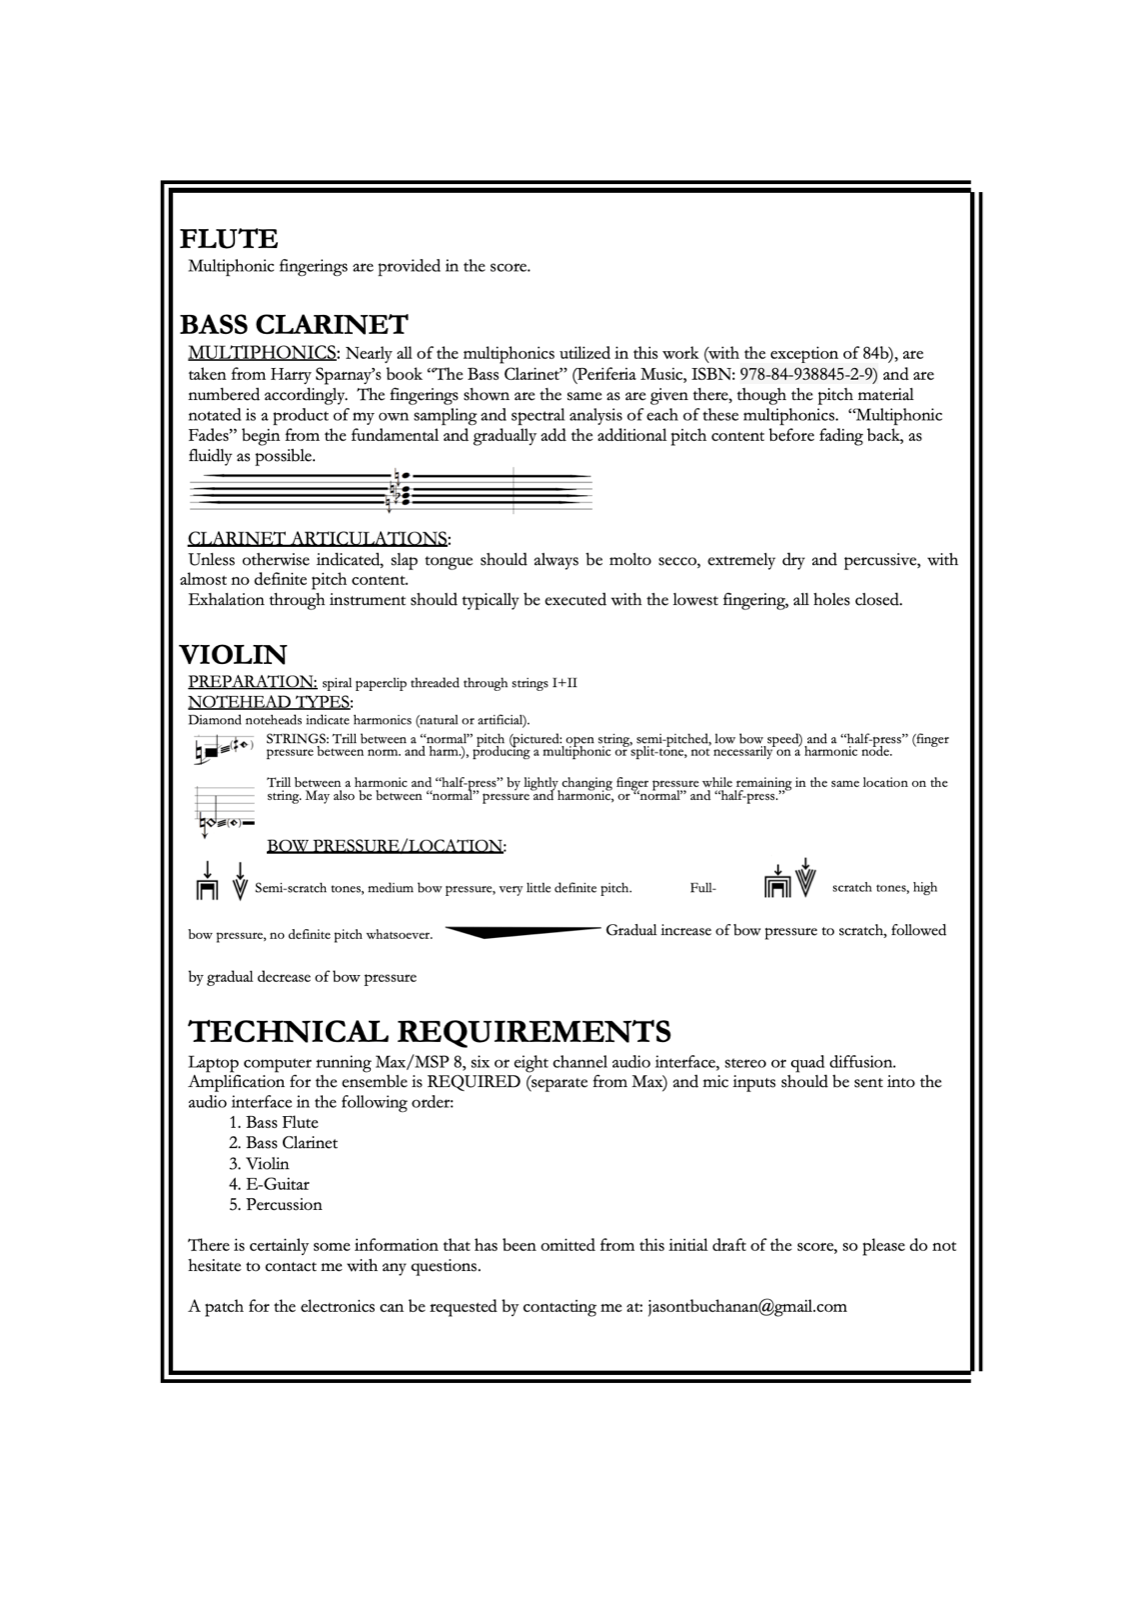 FLUTE
Multiphonic fingerings are provided in the score.
BASS CLARINET
MULTIPHONICS: Nearly all of the multiphonics utilized in this work (with the exception of 84b), are
taken from Harry Sparnay’s book “The Bass Clarinet” (Periferia Music, ISBN: 978-84-938845-2-9) and are
numbered accordingly. The fingerings shown are the same as are given there, though the pitch material
notated is a product of my own sampling and spectral analysis of each of these multiphonics. “Multiphonic
Fades” begin from the fundamental and gradually add the additional pitch content before fading back, as
fluidly as possible.
CLARINET ARTICULATIONS:
Unless otherwise indicated, slap tongue should always be molto secco, extremely dry and percussive, with
almost no definite pitch content.
Exhalation through instrument should typically be executed with the lowest fingering, all holes closed.
VIOLIN
PREPARATION: spiral paperclip threaded through strings I+II
NOTEHEAD TYPES:
Diamond noteheads indicate harmonics (natural or artificial).
STRINGS: Trill between a “normal” pitch (pictured: open string, semi-pitched, low bow speed) and a “half-press” (finger
pressure between norm. and harm.), producing a multiphonic or split-tone, not necessarily on a harmonic node.
Trill between a harmonic and “half-press” by lightly changing finger pressure while remaining in the same location on the
string. May also be between “normal” pressure and harmonic, or “normal” and “half-press.”
BOW PRESSURE/LOCATION:
Semi-scratch tones, medium bow pressure, very little definite pitch. Full- scratch tones, high
bow pressure, no definite pitch whatsoever. Gradual increase of bow pressure to scratch, followed
by gradual decrease of bow pressure
TECHNICAL REQUIREMENTS
Laptop computer running Max/MSP 8, six or eight channel audio interface, stereo or quad diffusion.
Amplification for the ensemble is REQUIRED (separate from Max) and mic inputs should be sent into the
audio interface in the following order:
1. Bass Flute
2. Bass Clarinet
3. Violin
4. E-Guitar
5. Percussion
There is certainly some information that has been omitted from this initial draft of the score, so please do not
hesitate to contact me with any questions.
A patch for the electronics can be requested by contacting me at: jasontbuchanan@gmail.com